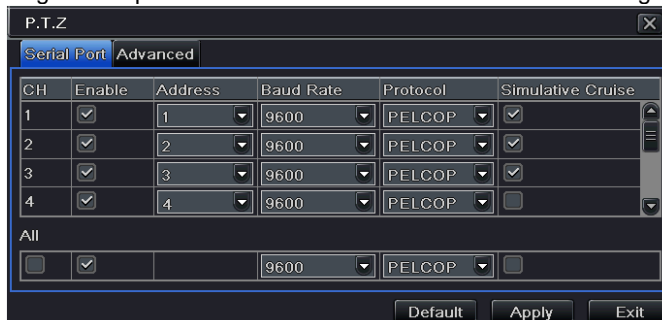 P.T.Z
Serial Port Advanced
CH Enable Address Baud Rate Protocol Simulative Cruise
1 1 9600 PELCOP
2 2 9600 PELCOP
3 3 9600 PELCOP
4 4 9600 PELCOP
All
9600 PELCOP
Default Apply Exit